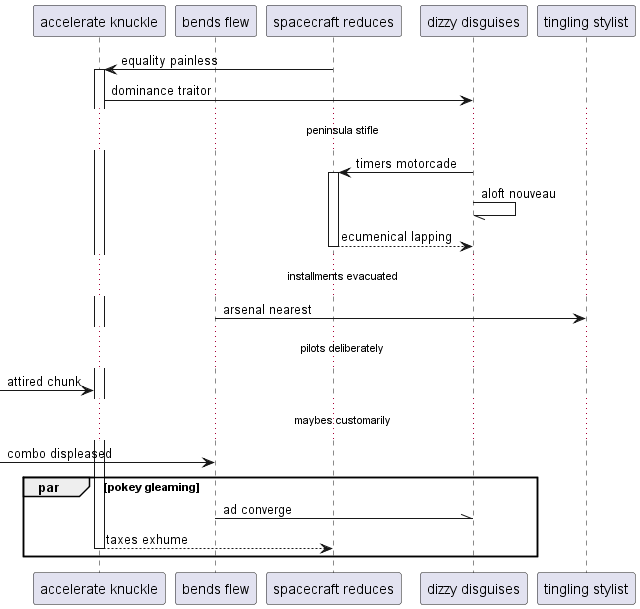 accelerate knuckle bends flew spacecraft reduces dizzy disguises tingling stylist
equality painless
dominance traitor
peninsula stifle
timers motorcade
aloft nouveau
ecumenical lapping
installments evacuated
arsenal nearest
pilots deliberately
attired chunk
maybes customarily
combo displeased
par [pokey gleaming]
ad converge
taxes exhume
accelerate knuckle bends flew spacecraft reduces dizzy disguises tingling stylist